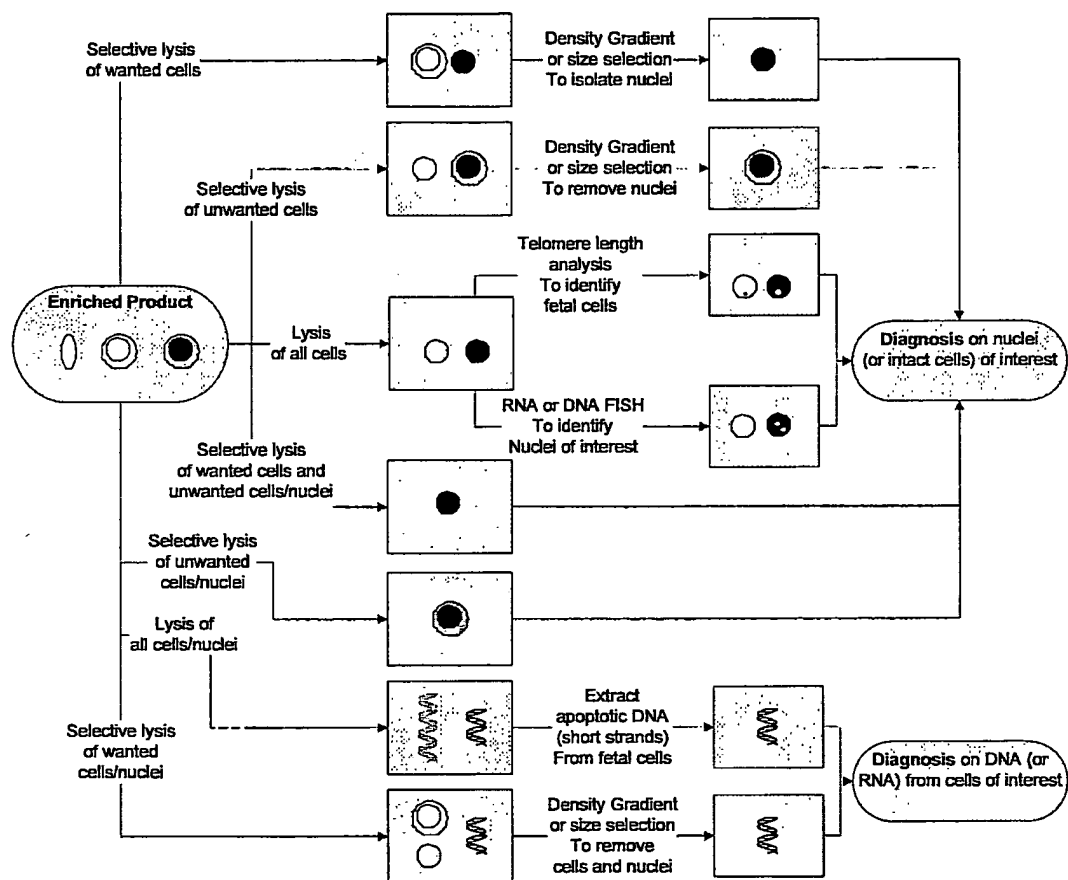 Selective lysis
of wanted cells
Density Gradient
or size selection
To isolate nuclei
Selective lysis
of unwanted cells
Density Gradient
or size selection
To remove nuclei
Enriched Product
Lysis
of all cells
Telomere length
analysis
To identify
fetal cells
RNA or DNA FISH
To identify
Nuclei of interest
Diagnosis on nuclei
(or intact cells) of interest
Selective lysis
of wanted cells and
unwanted cells/nuclei
Selective lysis
of unwanted
cells/nuclei
Lysis of
all cells/nuclei
Extract
apoptotic DNA
(short strands)
From fetal cells
Selective lysis
of wanted
cells/nuclei
Density Gradient
or size selection
To remove
cells and nuclei
Diagnosis on DNA (or
RNA) from cells of interest